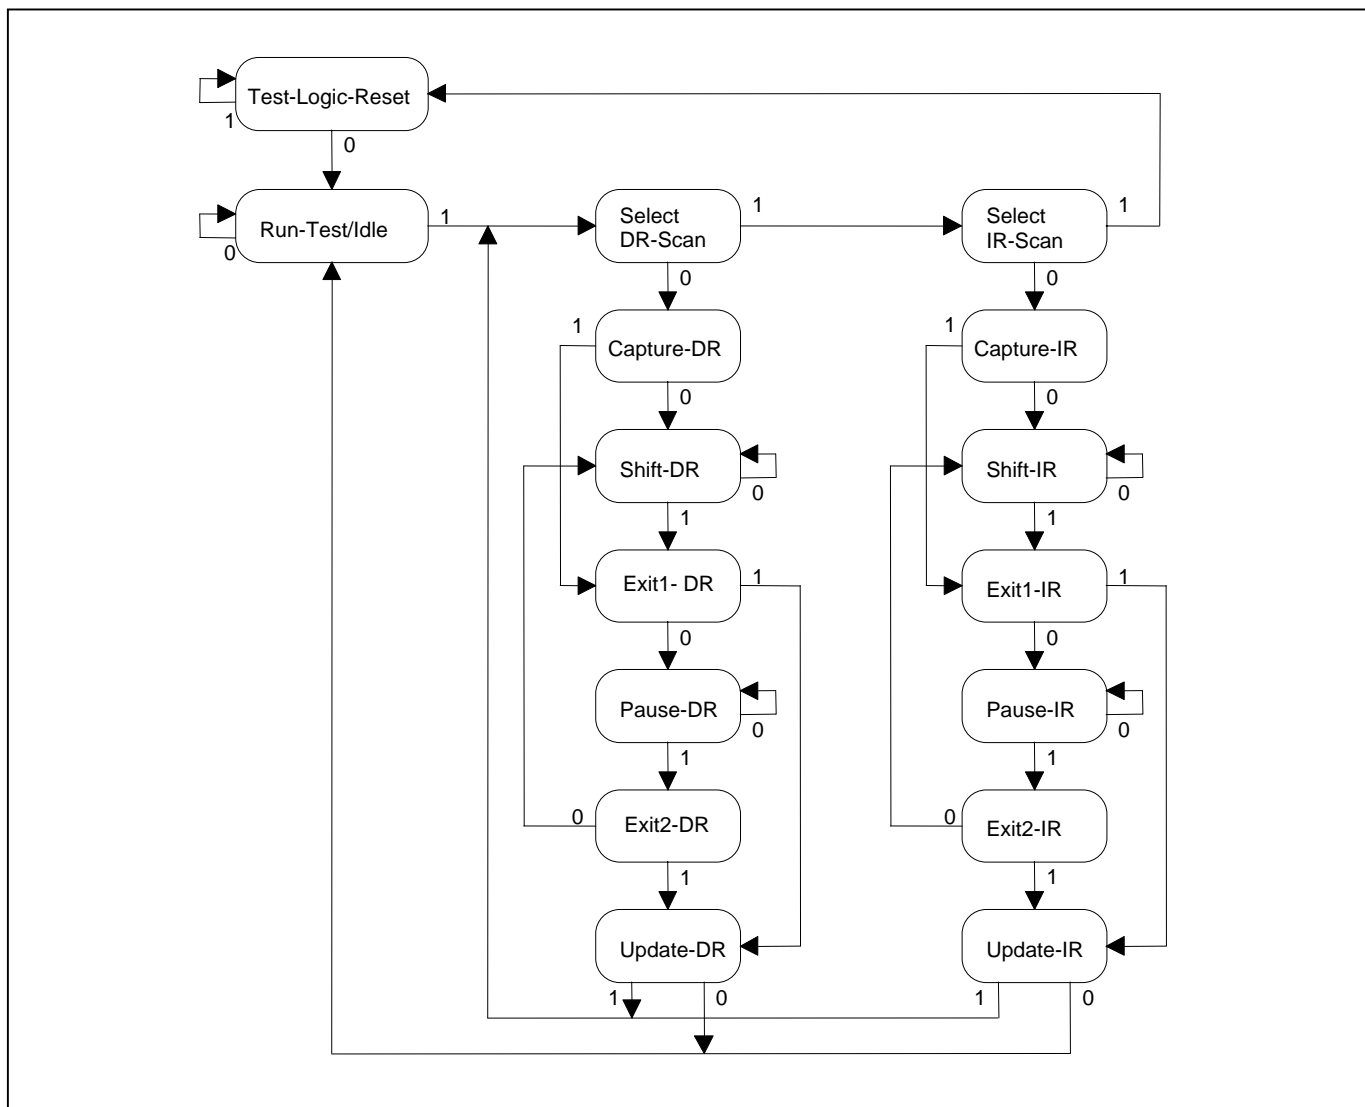 Test-Logic-Reset
1
0
Run-Test/Idle
0
1
Select
DR-Scan
1
0
Select
IR-Scan
1
0
1
Capture-DR
0
1
Capture-IR
0
Shift-DR
0
1
Shift-IR
0
1
Exit1- DR
1
0
Exit1-IR
1
0
Pause-DR
0
1
Pause-IR
0
1
0
Exit2-DR
1
0
Exit2-IR
1
Update-DR
1
0
Update-IR
1
0